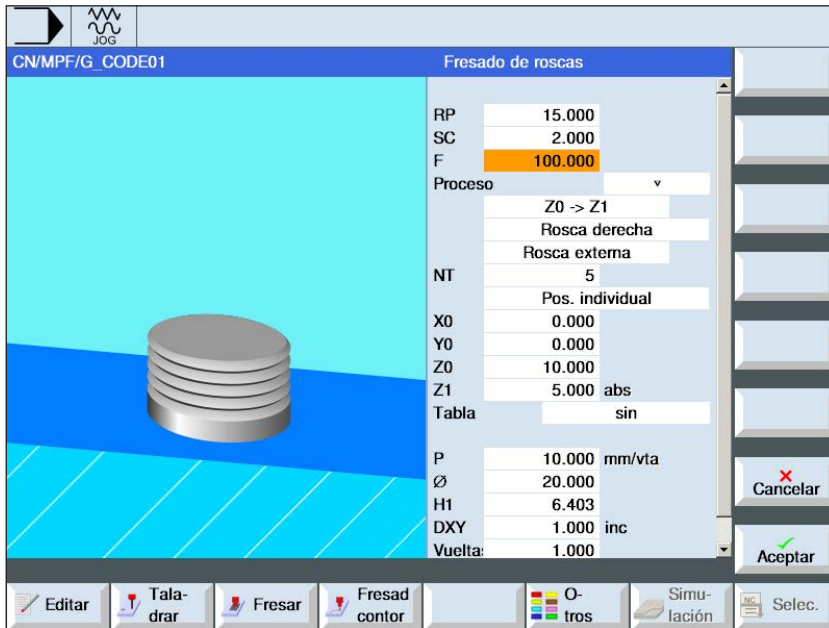 JOG
CN/MPF/G_CODE01 Fresado de roscas
RP 15.000
SC 2.000
F 100.000
Proceso v
Z0 -> Z1
Rosca derecha
Rosca externa
NT 5
Pos. individual
X0 0.000
Y0 0.000
Z0 10.000
Z1 5.000 abs
Tabla sin
P 10.000 mm/vta
Ø 20.000
H1 6.403
DXY 1.000 inc
Vuelta: 1.000
Cancelar
Aceptar
Editar
Tala-
drar
Fresar
Fresad
contor
O-
tros
Simu-
lación
NC
Selec.